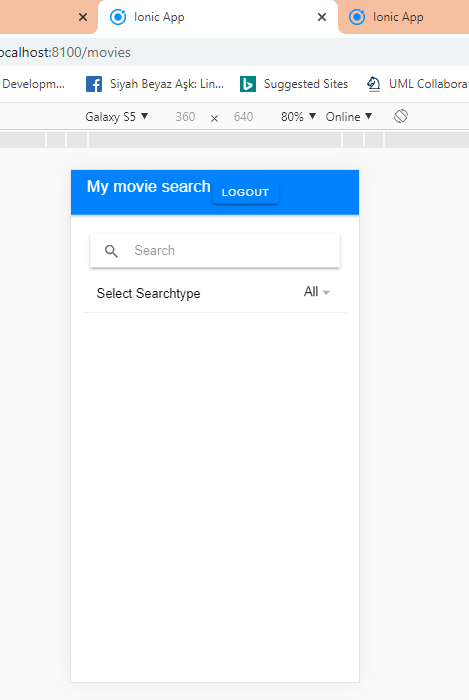 Ionic App
Ionic App
ocalhost:8100/movies
Developm...
Siyah Beyaz Aşk: Lin...
Suggested Sites
UML Collabora
Galaxy S5 ▼ 360 × 640 80% ▼ Online ▼
My movie search LOGOUT
Search
Select Searchtype All